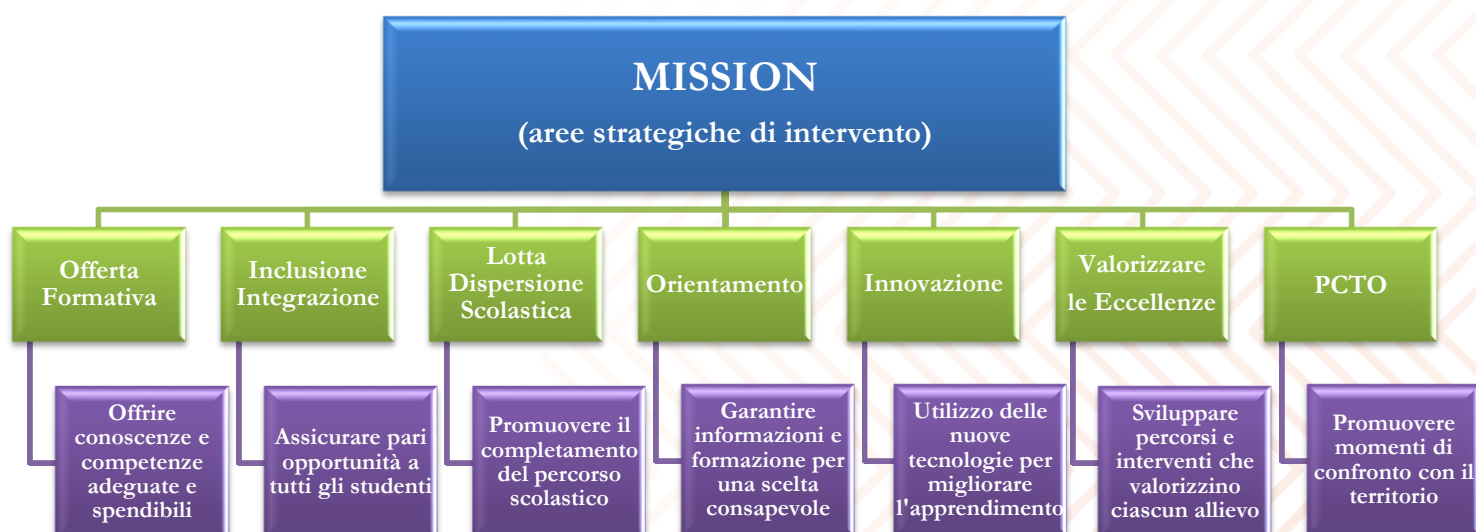 MISSION
(aree strategiche di intervento)
Offerta
Formativa
Inclusione
Integrazione
Lotta
Dispersione
Scolastica
Orientamento
Innovazione
Valorizzare
le Eccellenze
PCTO
Offrire
conoscenze e
competenze
adeguate e
spendibili
Assicurare pari
opportunità a
tutti gli studenti
Promuovere il
completamento
del percorso
scolastico
Garantire
informazioni e
formazione per
una scelta
consapevole
Utilizzo delle
nuove
tecnologie per
migliorare
l'apprendimento
Sviluppare
percorsi e
interventi che
valorizzino
ciascun allievo
Promuovere
momenti di
confronto con il
territorio